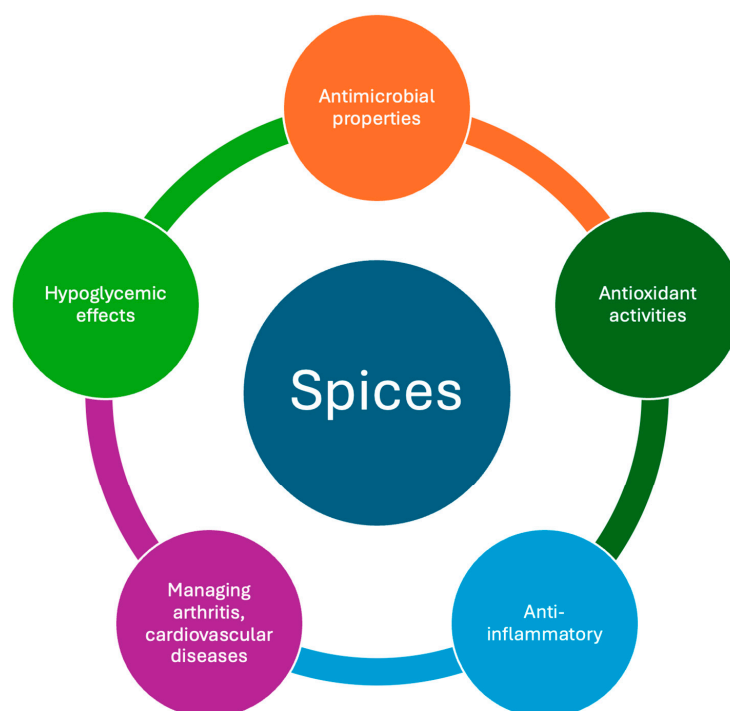 Antimicrobial
properties
Hypoglycemic
effects
Antioxidant
activities
Spices
Managing
arthritis,
cardiovascular
diseases
Anti-
inflammatory